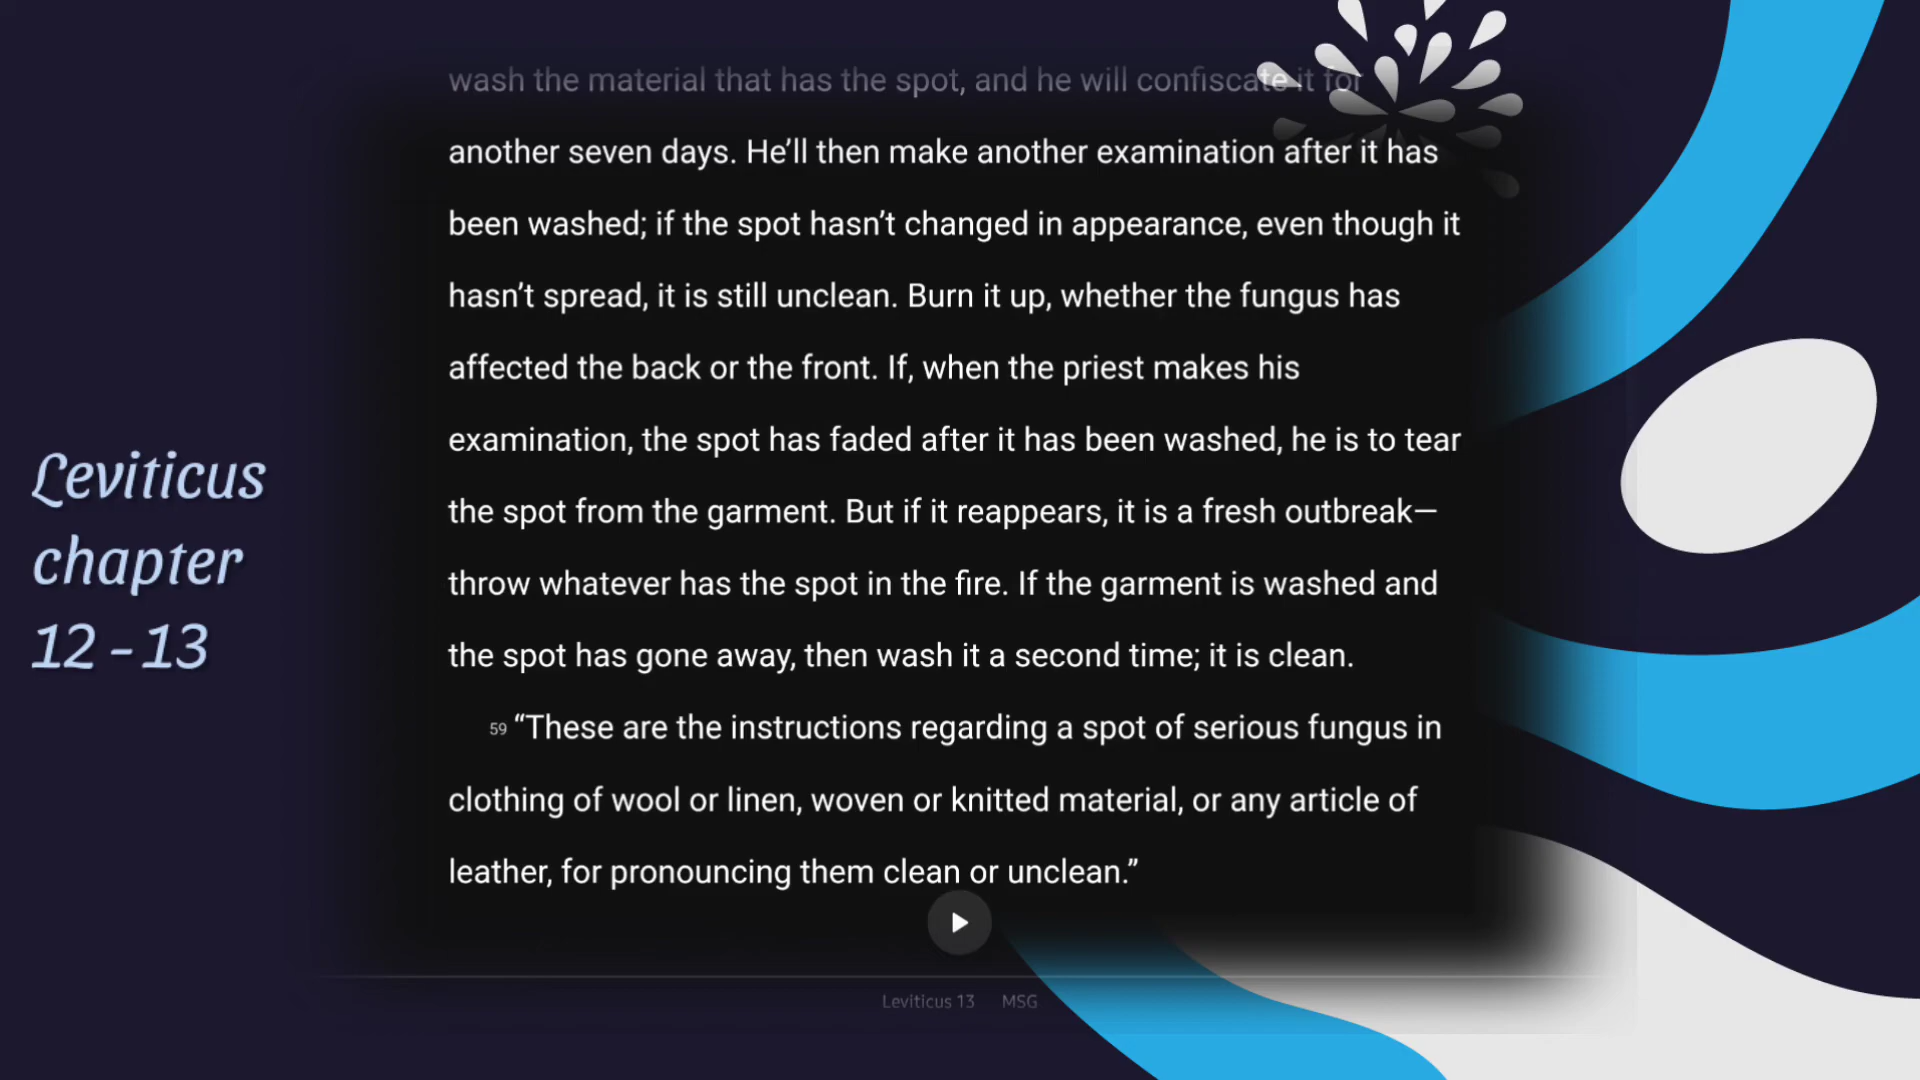 wash the material that has the spot, and he will confiscate it for
another seven days. He’ll then make another examination after it has
been washed; if the spot hasn’t changed in appearance, even though it
hasn’t spread, it is still unclean. Burn it up, whether the fungus has
affected the back or the front. If, when the priest makes his
examination, the spot has faded after it has been washed, he is to tear
the spot from the garment. But if it reappears, it is a fresh outbreak—
throw whatever has the spot in the fire. If the garment is washed and
the spot has gone away, then wash it a second time; it is clean.
59 “These are the instructions regarding a spot of serious fungus in
clothing of wool or linen, woven or knitted material, or any article of
leather, for pronouncing them clean or unclean.”
Leviticus
chapter
12 - 13
Leviticus 13 MSG